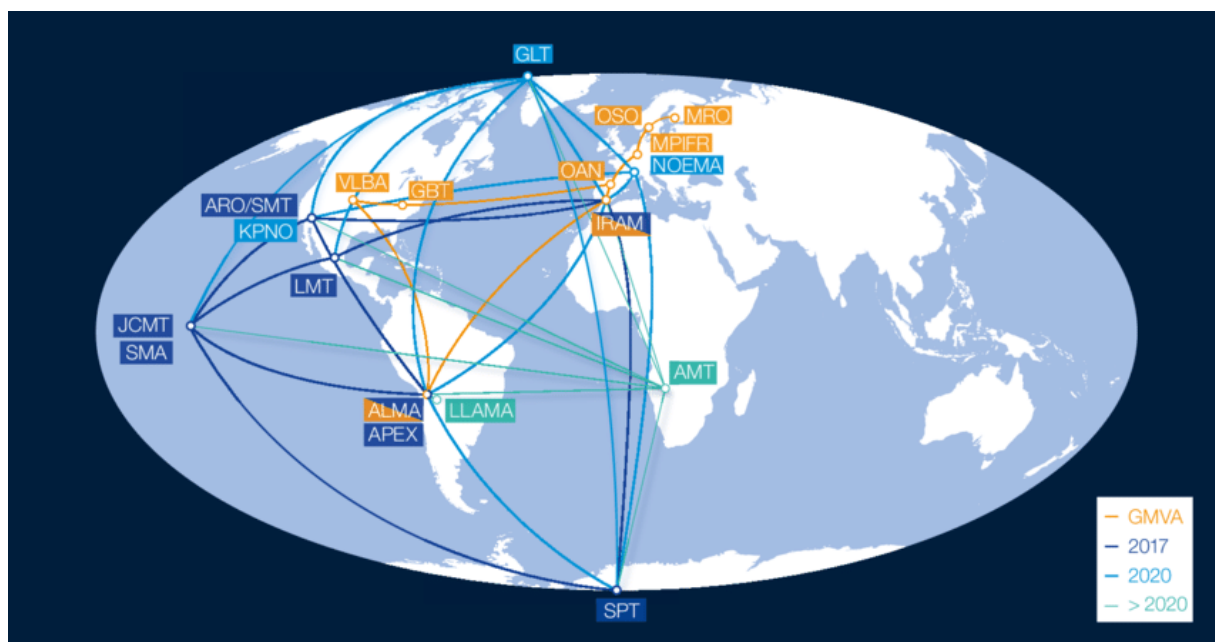 GLT
OSO
MRO
MPIFR
OAN
NOEMA
VLBA
GBT
ARO/SMT
KPNO
IRAM
LMT
JCMT
SMA
AMT
ALMA
LLAMA
APEX
SPT
GMVA
2017
2020
> 2020